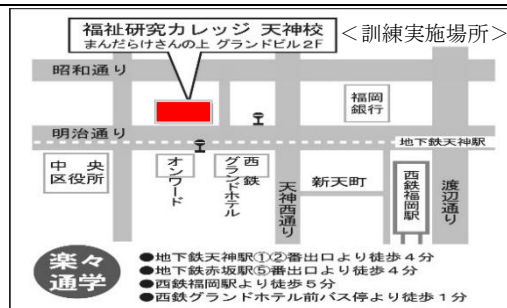 福祉研究カレッジ 天神校
まんだらけさんの上 グランドビル2F
＜訓練実施場所＞
昭和通り
福岡
銀行
明治通り
地下鉄天神駅
中央
区役所
オンワード
西鉄
グランドホテル
天神西通り
新天町
西鉄福岡駅
渡辺通り
楽々
通学
●地下鉄天神駅①②番出口より徒歩4分
●地下鉄赤坂駅⑤番出口より徒歩4分
●西鉄福岡駅より徒歩5分
●西鉄グランドホテル前バス停より徒歩1分